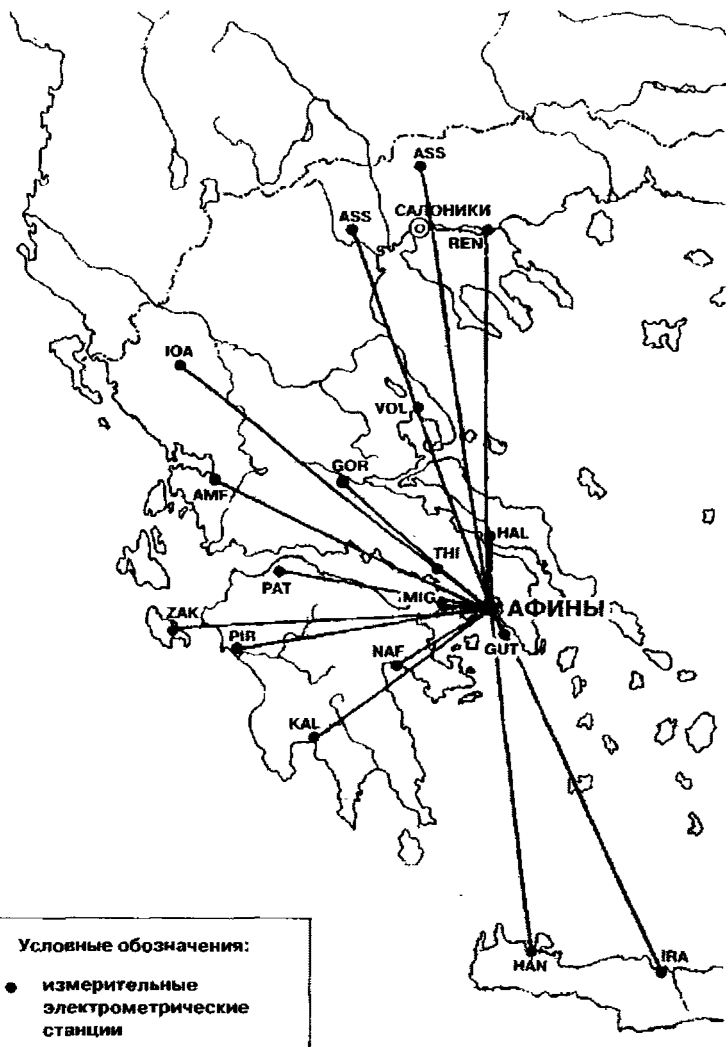 ASS
ASS
САЛОНИКИ
REN
IOA
VOL
GOR
AMF
HAL
THI
PAT
MIG
АФИНЫ
ZAK
PIR
GUT
NAF
KAL
HAN
IRA
Условные обозначения:
измерительные
электрометрические
станции